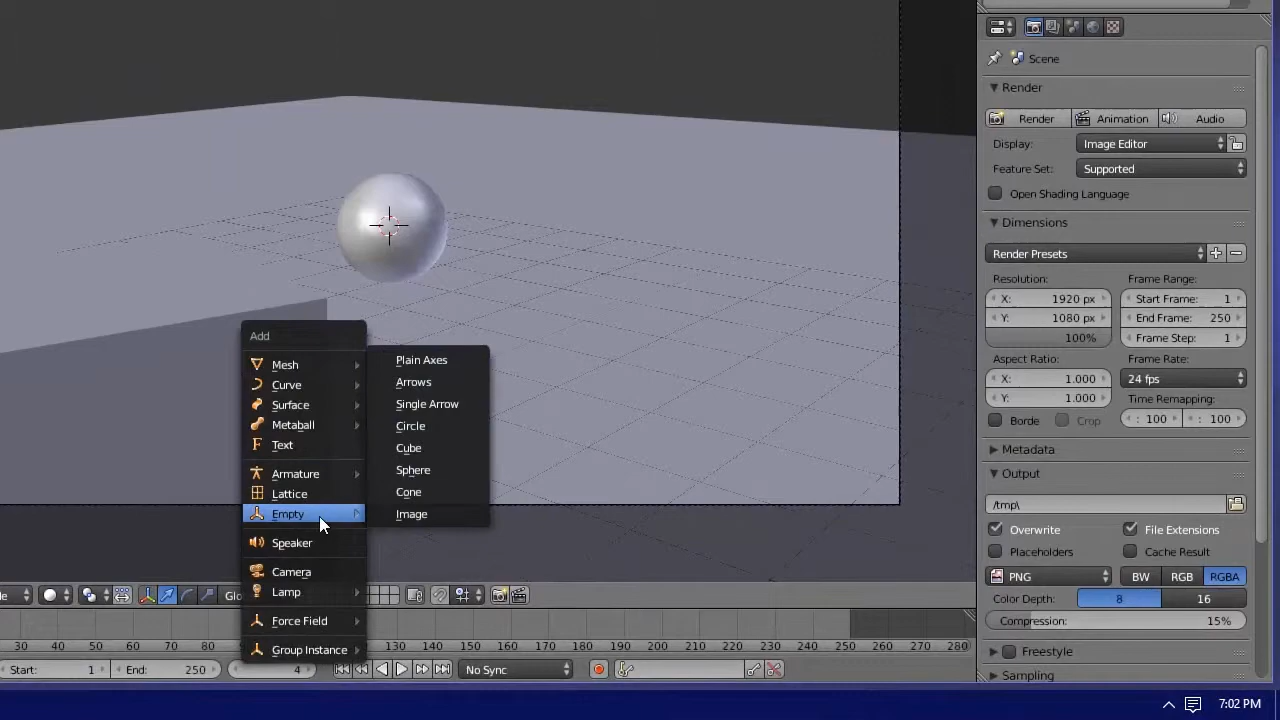 Scene
Render
Render Animation Audio
Display: Image Editor
Feature Set: Supported
Open Shading Language
Dimensions
Render Presets
Resolution: Frame Range:
X: 1920 px Start Frame: 1
Y: 1080 px End Frame: 250
100% Frame Step: 1
Aspect Ratio: Frame Rate:
X: 1.000 24 fps
Y: 1.000 Time Remapping:
Borde Crop : 100 : 100
Metadata
Output
/tmp\
Overwrite File Extensions
Placeholders Cache Result
PNG BW RGB RGBA
Color Depth: 8 16
Compression: 15%
Freestyle
Sampling
Add
Mesh
Curve
Surface
Metaball
Text
Armature
Lattice
Empty
Speaker
Camera
Lamp
Force Field
Group Instance
Plain Axes
Arrows
Single Arrow
Circle
Cube
Sphere
Cone
Image
de Glo
30 40 50 60 70 80 130 140 150 160 170 180 190 200 210 220 230 240 250 260 270 280
Start: 1 End: 250 4 No Sync
7:02 PM